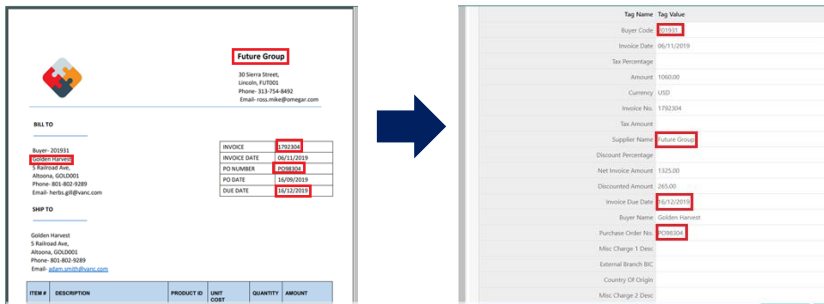 Future Group
30 Sierra Street,
Lincoln, FUT001
Phone- 313-754-8492
Email- ross.mike@omegar.com
BILL TO
Buyer- 201931
Golden Harvest
5 Railroad Ave,
Altoona, GOLD001
Phone- 801-802-9289
Email- herbs.gill@vanc.com
INVOICE 1792304
INVOICE DATE 06/11/2019
PO NUMBER PO98304
PO DATE 16/09/2019
DUE DATE 16/12/2019
SHIP TO
Golden Harvest
5 Railroad Ave,
Altoona, GOLD001
Phone- 801-802-9289
Email- adam.smith@vanc.com
ITEM # DESCRIPTION PRODUCT ID UNIT COST QUANTITY AMOUNT
Tag Name Tag Value
Buyer Code 201931
Invoice Date 06/11/2019
Tax Percentage
Amount 1060.00
Currency USD
Invoice No. 1792304
Tax Amount
Supplier Name Future Group
Discount Percentage
Net Invoice Amount 1325.00
Discounted Amount 265.00
Invoice Due Date 16/12/2019
Buyer Name Golden Harvest
Purchase Order No. PO98304
Misc Charge 1 Desc
External Branch BIC
Country Of Origin
Misc Charge 2 Desc